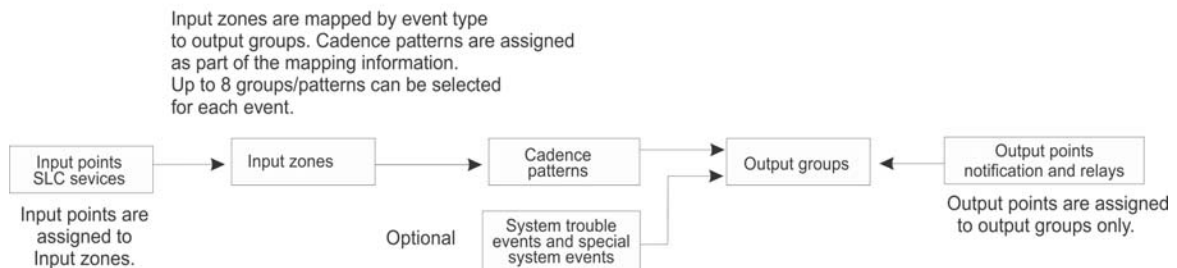 Input zones are mapped by event type
to output groups. Cadence patterns are assigned
as part of the mapping information.
Up to 8 groups/patterns can be selected
for each event.
Input points
SLC sevices
Input zones
Cadence
patterns
Output groups
Output points
notification and relays
Input points are
assigned to
Input zones.
Optional
System trouble
events and special
system events
Output points are assigned
to output groups only.